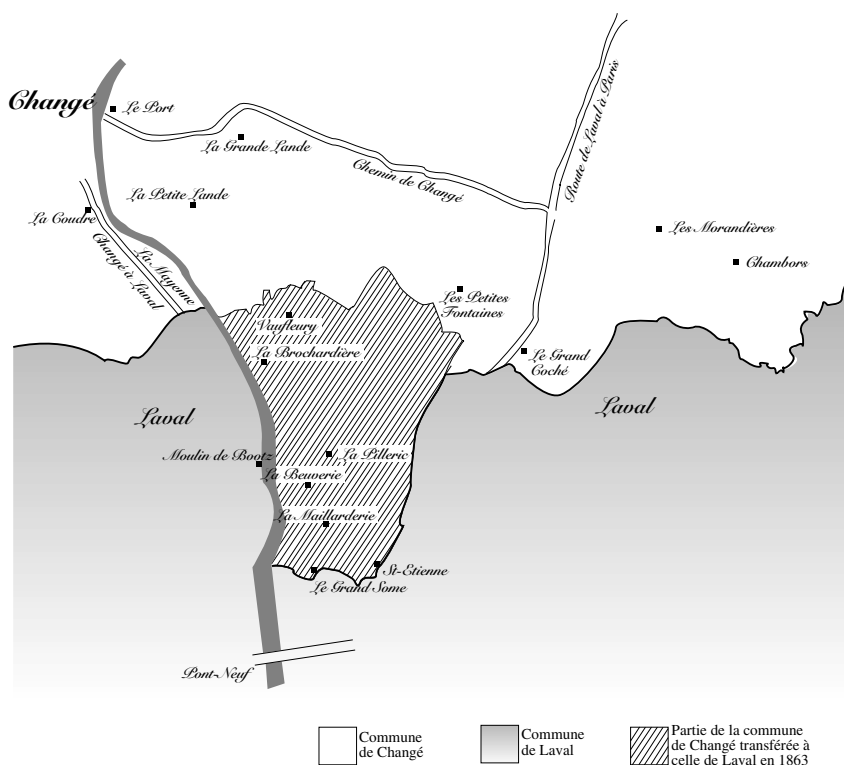 Changé
Le Port
La Grande Lande
Chemin de Changé
Route de Laval à Paris
La Petite Lande
La Coudre
Changé à Laval
La Mayenne
Les Morandières
Chambors
Les Petites
Fontaines
Vaufleury
La Brochardière
Le Grand
Coché
Laval
Laval
Moulin de Bootz
La Pillerie
La Beuverie
La Maillarderie
St-Etienne
Le Grand Some
Pont-Neuf
Commune
de Changé
Commune
de Laval
Partie de la commune
de Changé transférée à
celle de Laval en 1863